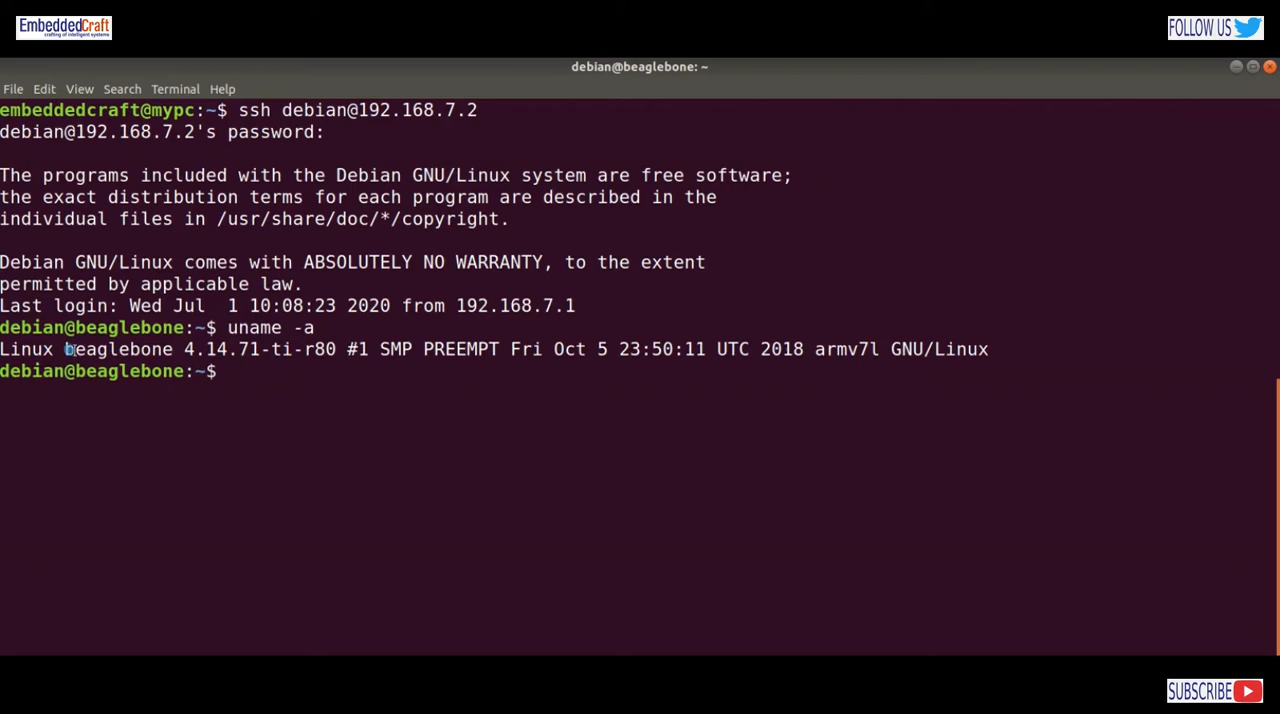 EmbeddedCraft
crafting of intelligent systems
FOLLOW US
debian@beaglebone: ~
File Edit View Search Terminal Help
embeddedcraft@mypc:~$ ssh debian@192.168.7.2
debian@192.168.7.2's password:
The programs included with the Debian GNU/Linux system are free software;
the exact distribution terms for each program are described in the
individual files in /usr/share/doc/*/copyright.
Debian GNU/Linux comes with ABSOLUTELY NO WARRANTY, to the extent
permitted by applicable law.
Last login: Wed Jul  1 10:08:23 2020 from 192.168.7.1
debian@beaglebone:~$ uname -a
Linux beaglebone 4.14.71-ti-r80 #1 SMP PREEMPT Fri Oct 5 23:50:11 UTC 2018 armv7l GNU/Linux
debian@beaglebone:~$
SUBSCRIBE